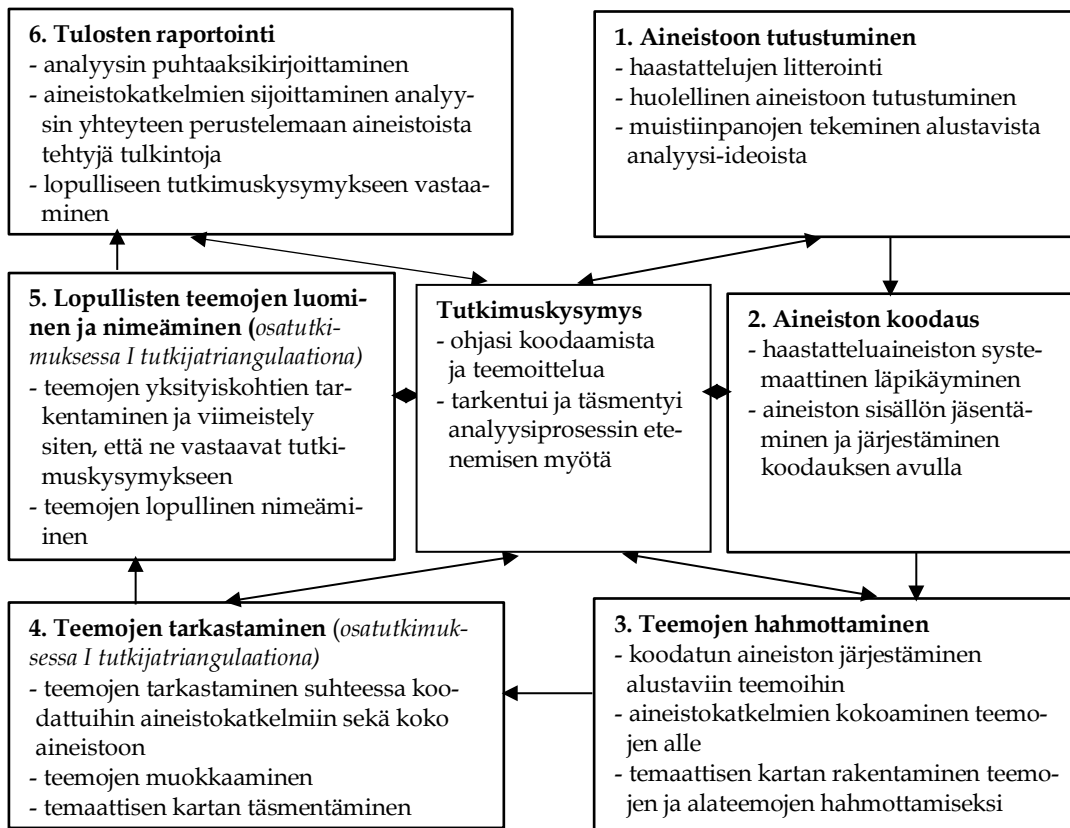 6. Tulosten raportointi
- analyysin puhtaaksikirjoittaminen
- aineistokatkelmien sijoittaminen analyy-
sin yhteyteen perustelemaan aineistoista
tehtyjä tulkintoja
- lopulliseen tutkimuskysymykseen vastaa-
minen
1. Aineistoon tutustuminen
- haastattelujen litterointi
- huolellinen aineistoon tutustuminen
- muistiinpanojen tekeminen alustavista
analyysi-ideoista
5. Lopullisten teemojen luomi-
nen ja nimeäminen (osatutki-
muksessa I tutkijatriangulaationa)
- teemojen yksityiskohtien tar-
kentaminen ja viimeistely
siten, että ne vastaavat tutki-
muskysymykseen
- teemojen lopullinen nimeämi-
nen
Tutkimuskysymys
- ohjasi koodaamista
ja teemoittelua
- tarkentui ja täsmentyi
analyysiprosessin ete-
nemisen myötä
2. Aineiston koodaus
- haastatteluaineiston syste-
maattinen läpikäyminen
- aineiston sisällön jäsentä-
minen ja järjestäminen
koodauksen avulla
4. Teemojen tarkastaminen (osatutkimuk-
sessa I tutkijatriangulaationa)
- teemojen tarkastaminen suhteessa koo-
dattuihin aineistokatkelmiin sekä koko
aineistoon
- teemojen muokkaaminen
- temaattisen kartan täsmentäminen
3. Teemojen hahmottaminen
- koodatun aineiston järjestäminen
alustaviin teemoihin
- aineistokatkelmien kokoaminen teemo-
jen alle
- temaattisen kartan rakentaminen teemo-
jen ja alateemojen hahmottamiseksi